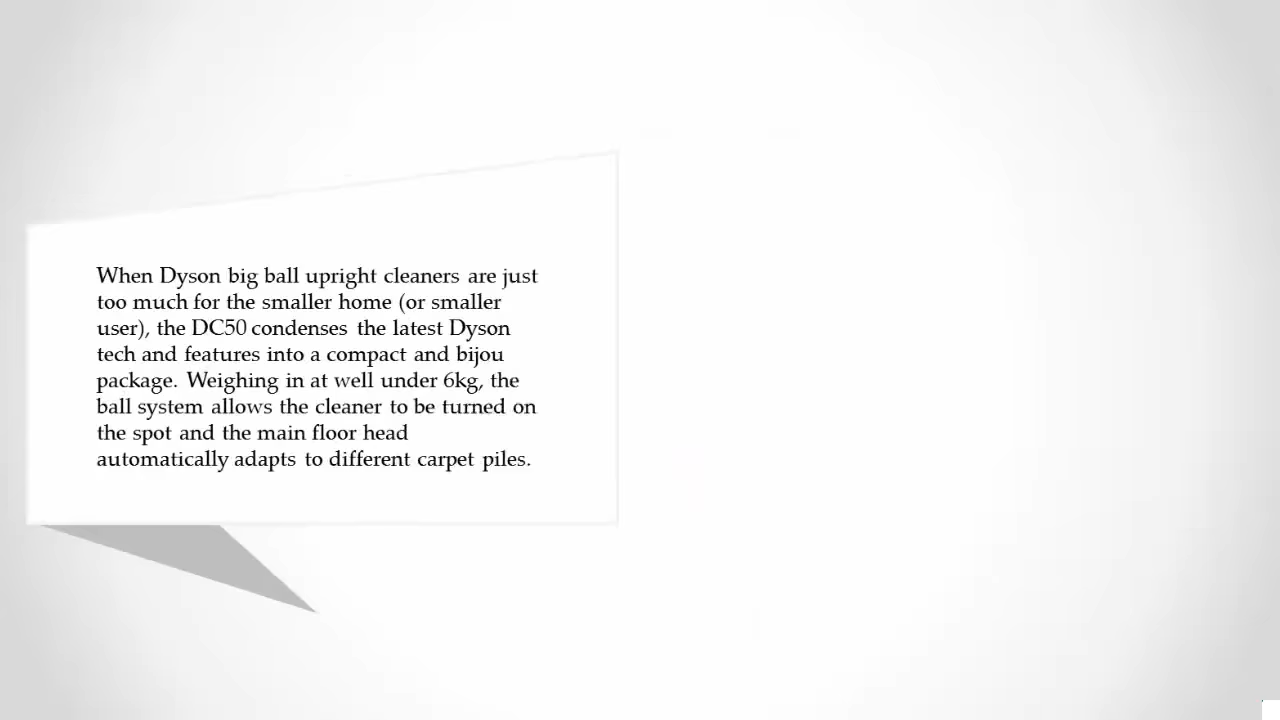 When Dyson big ball upright cleaners are just
too much for the smaller home (or smaller
user), the DC50 condenses the latest Dyson
tech and features into a compact and bijou
package. Weighing in at well under 6kg, the
ball system allows the cleaner to be turned on
the spot and the main floor head
automatically adapts to different carpet piles.